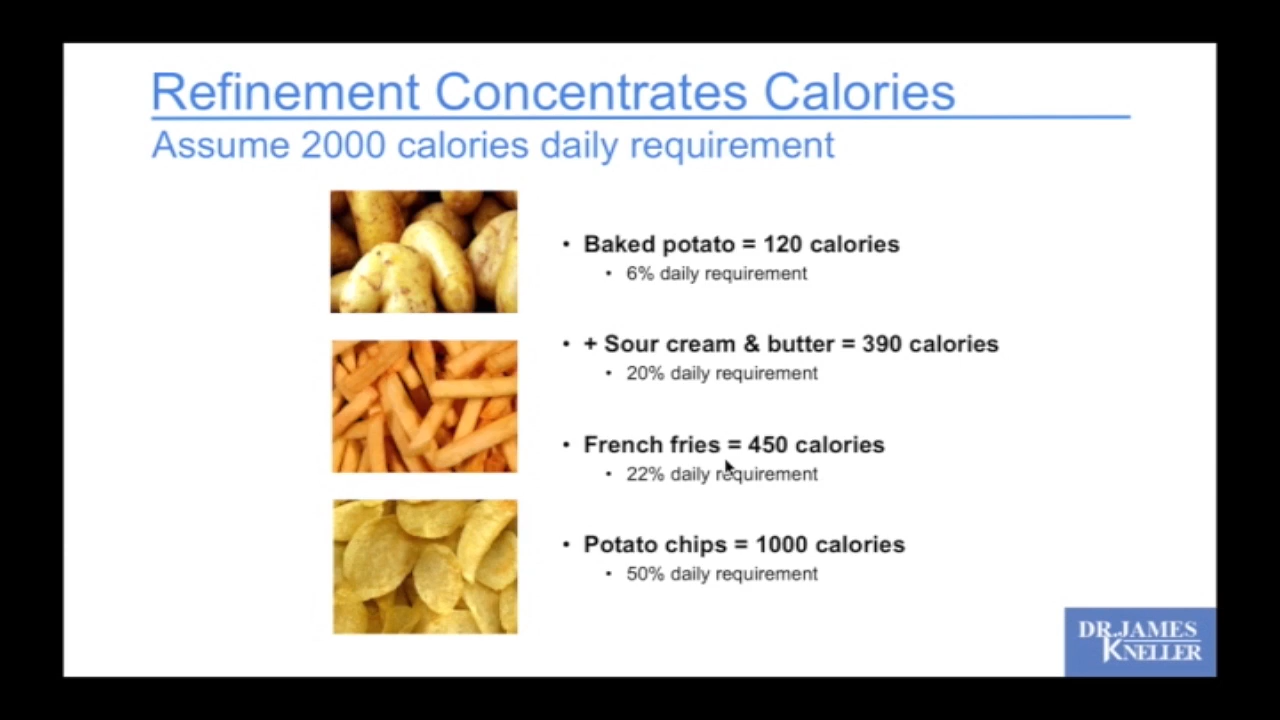 Refinement Concentrates Calories
Assume 2000 calories daily requirement
• Baked potato = 120 calories
• 6% daily requirement
• + Sour cream & butter = 390 calories
• 20% daily requirement
• French fries = 450 calories
• 22% daily requirement
• Potato chips = 1000 calories
• 50% daily requirement
DR.JAMES
KNELLER